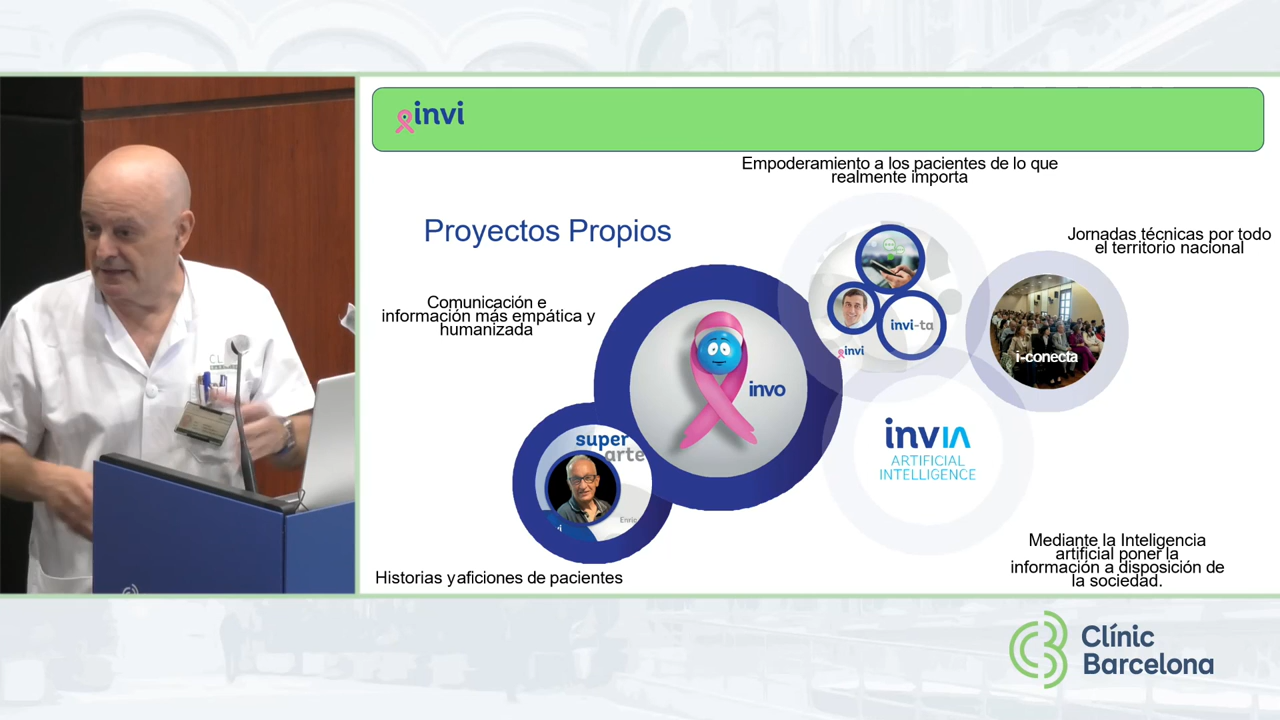 invi
Empoderamiento a los pacientes de lo que
realmente importa
Proyectos Propios
Jornadas técnicas por todo
el territorio nacional
Comunicación e
información más empática y
humanizada
invi-ta
invi
i-conecta
invo
super
arte
Enric
invIA
ARTIFICIAL
INTELLIGENCE
Historias y aficiones de pacientes
Mediante la Inteligencia
artificial poner la
información a disposición de
la sociedad.
Clínic
Barcelona